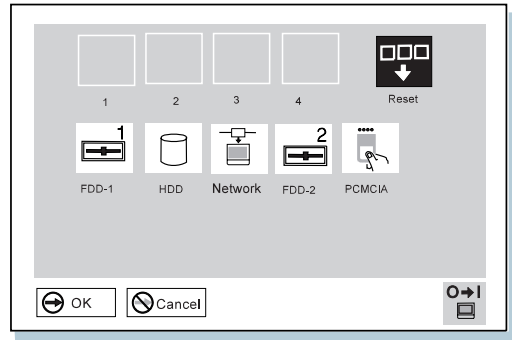 1 2 3 4 Reset
1 2
FDD-1 HDD Network FDD-2 PCMCIA
OK Cancel
O→I